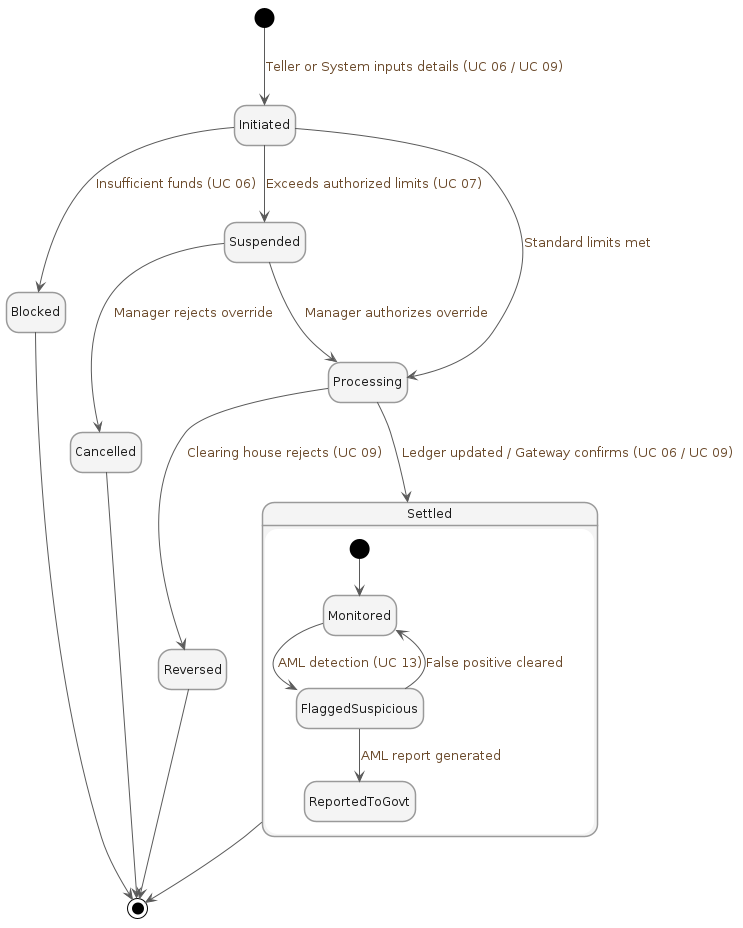 Teller or System inputs details (UC 06 / UC 09)
Initiated
Insufficient funds (UC 06)
Exceeds authorized limits (UC 07)
Suspended
Standard limits met
Blocked
Manager rejects override
Manager authorizes override
Processing
Cancelled
Clearing house rejects (UC 09)
Ledger updated / Gateway confirms (UC 06 / UC 09)
Settled
Monitored
Reversed
AML detection (UC 13)
False positive cleared
FlaggedSuspicious
AML report generated
ReportedToGovt